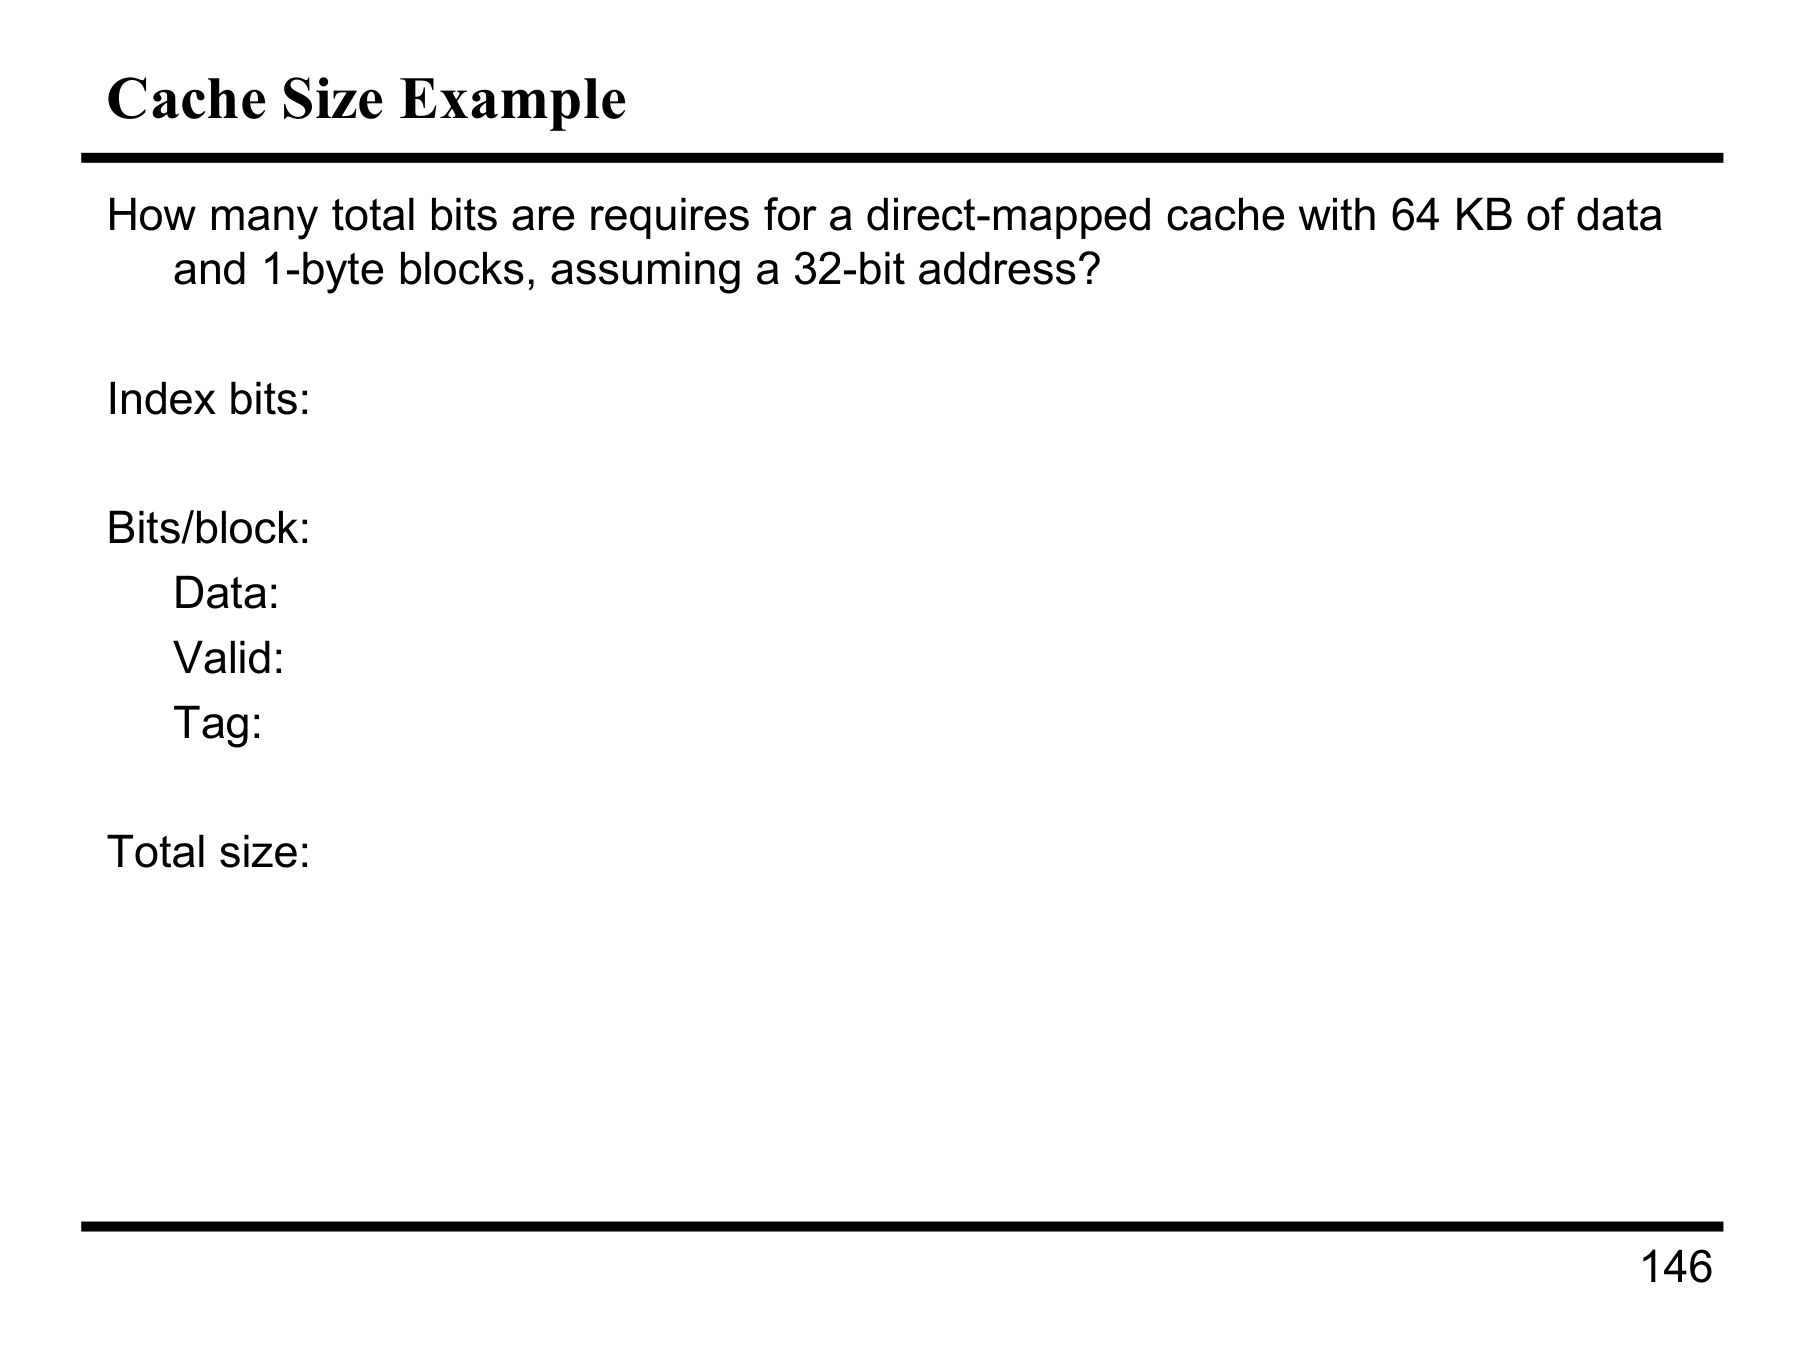 Cache Size Example
How many total bits are requires for a direct-mapped cache with 64 KB of data
and 1-byte blocks, assuming a 32-bit address?
Index bits:
Bits/block:
Data:
Valid:
Tag:
Total size:
146